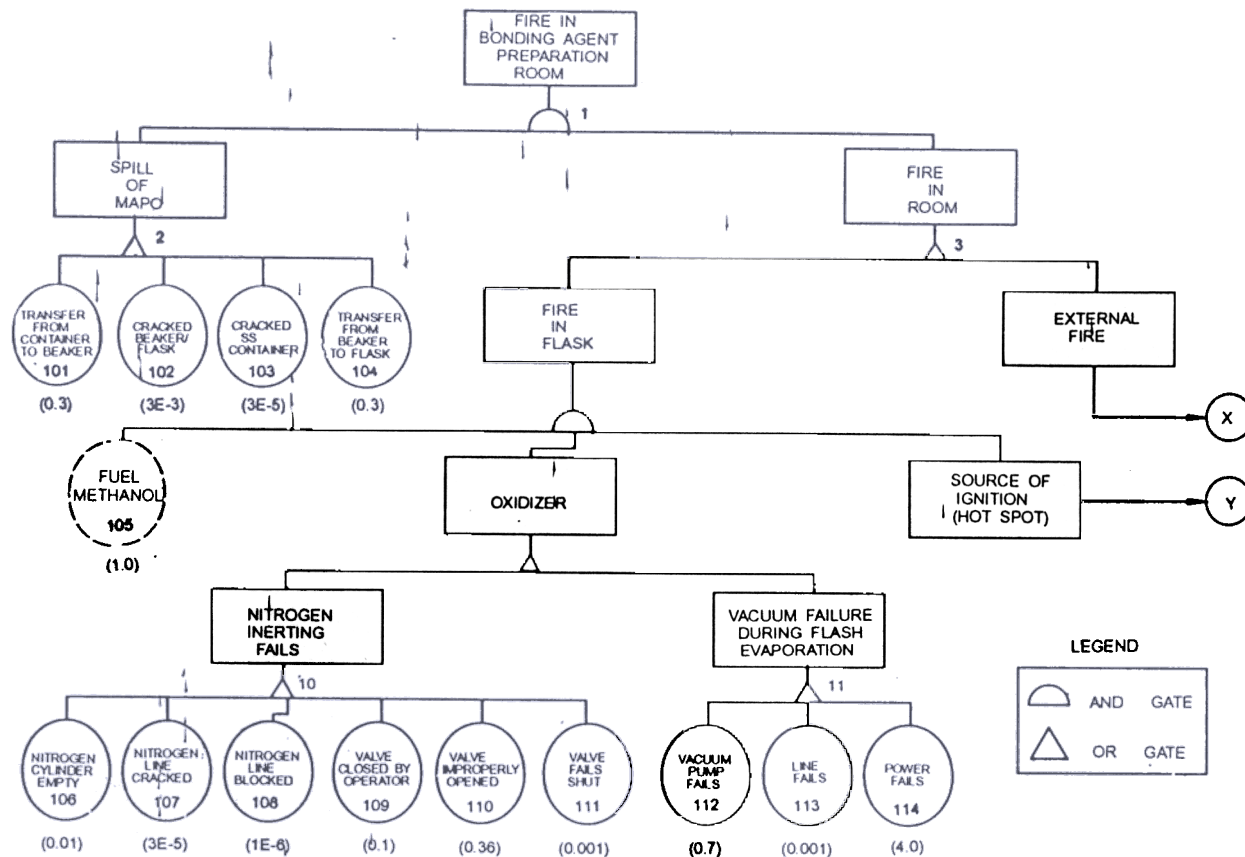 FIRE IN
BONDING AGENT
PREPARATION
ROOM
1
SPILL
OF
MAPO
2
FIRE
IN
ROOM
3
TRANSFER
FROM
CONTAINER
TO BEAKER
101
(0.3)
CRACKED
BEAKER/
FLASK
102
(3E-3)
CRACKED
SS
CONTAINER
103
(3E-5)
TRANSFER
FROM
BEAKER
TO FLASK
104
(0.3)
FIRE
IN
FLASK
EXTERNAL
FIRE
X
FUEL
METHANOL
105
(1.0)
OXIDIZER
SOURCE OF
IGNITION
(HOT SPOT)
Y
NITROGEN
INERTING
FAILS
10
VACUUM FAILURE
DURING FLASH
EVAPORATION
11
NITROGEN
CYLINDER
EMPTY
106
(0.01)
NITROGEN
LINE
CRACKED
107
(3E-5)
NITROGEN
LINE
BLOCKED
108
(1E-6)
VALVE
CLOSED BY
OPERATOR
109
(0.1)
VALVE
IMPROPERLY
OPENED
110
(0.36)
VALVE
FAILS
SHUT
111
(0.001)
VACUUM
PUMP
FAILS
112
(0.7)
LINE
FAILS
113
(0.001)
POWER
FAILS
114
(4.0)
LEGEND
AND GATE
OR GATE